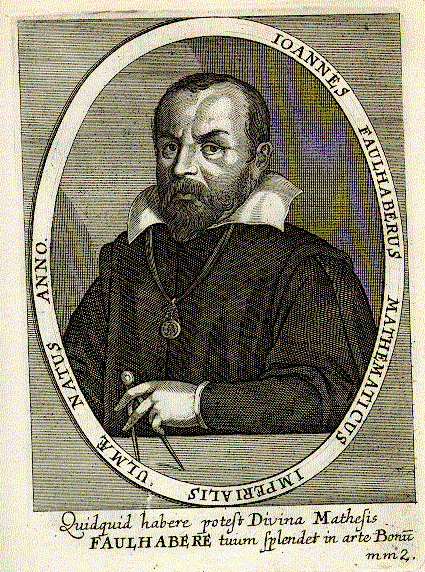 IOANNES FAULHABERUS MATHEMATICUS IMPERIALIS ULMÆ NATUS ANNO.
Quidquid habere potest Divina Mathesis
FAULHABERE tuum splendet in arte Bonū
mm2.